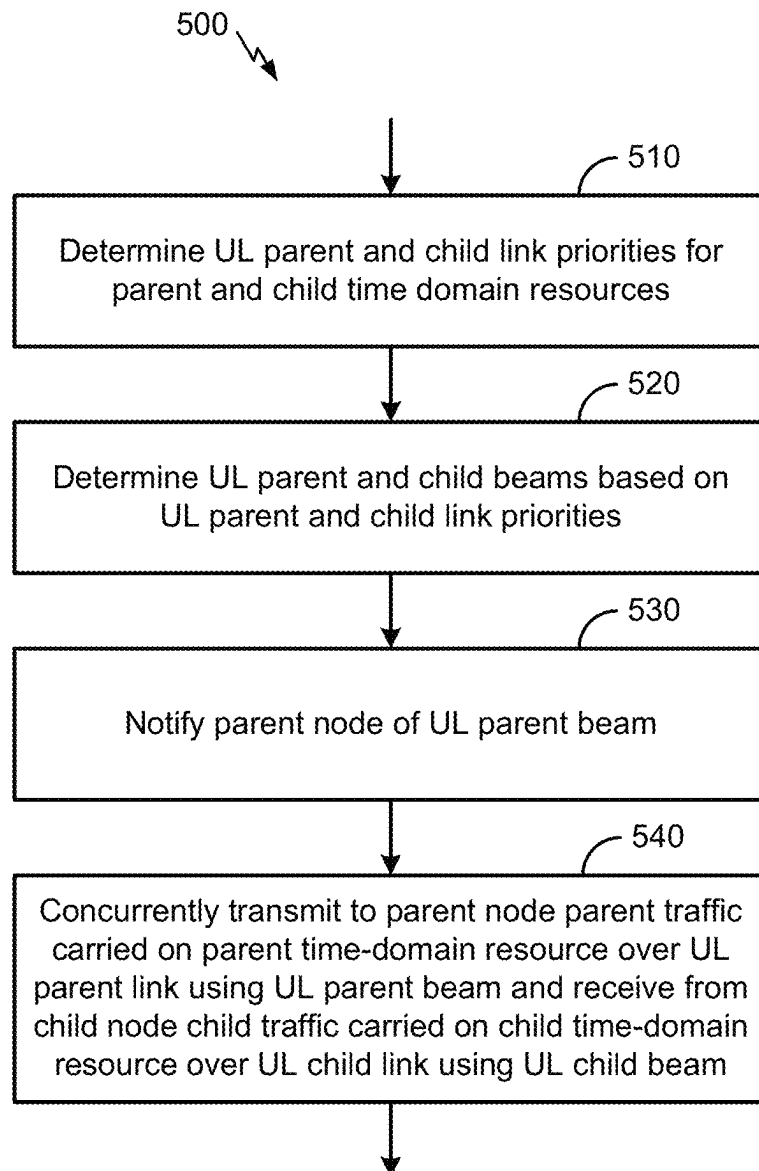 500
510
Determine UL parent and child link priorities for
parent and child time domain resources
520
Determine UL parent and child beams based on
UL parent and child link priorities
530
Notify parent node of UL parent beam
540
Concurrently transmit to parent node parent traffic
carried on parent time-domain resource over UL
parent link using UL parent beam and receive from
child node child traffic carried on child time-domain
resource over UL child link using UL child beam